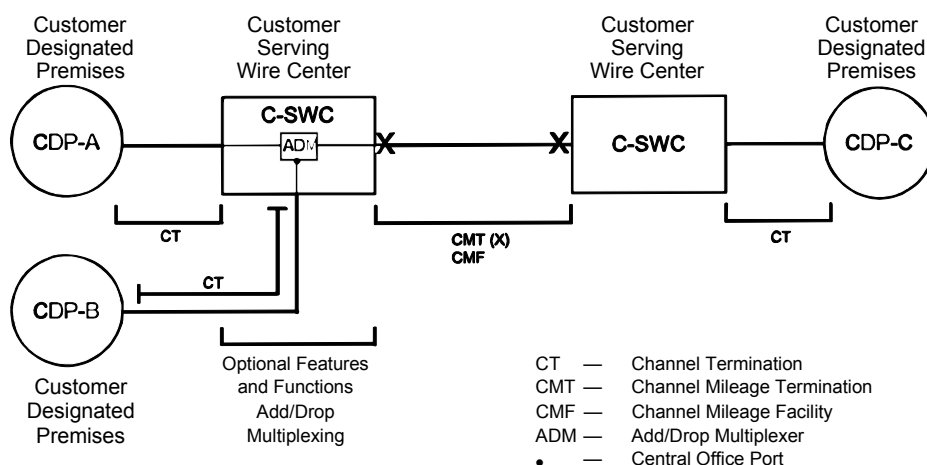 Customer
Designated
Premises
Customer
Serving
Wire Center
Customer
Serving
Wire Center
Customer
Designated
Premises
CDP-A
C-SWC
ADM
X
X
C-SWC
CDP-C
CT
CMT (X)
CMF
CT
CT
CDP-B
Customer
Designated
Premises
Optional Features
and Functions
Add/Drop
Multiplexing
CT — Channel Termination
CMT — Channel Mileage Termination
CMF — Channel Mileage Facility
ADM — Add/Drop Multiplexer
• — Central Office Port